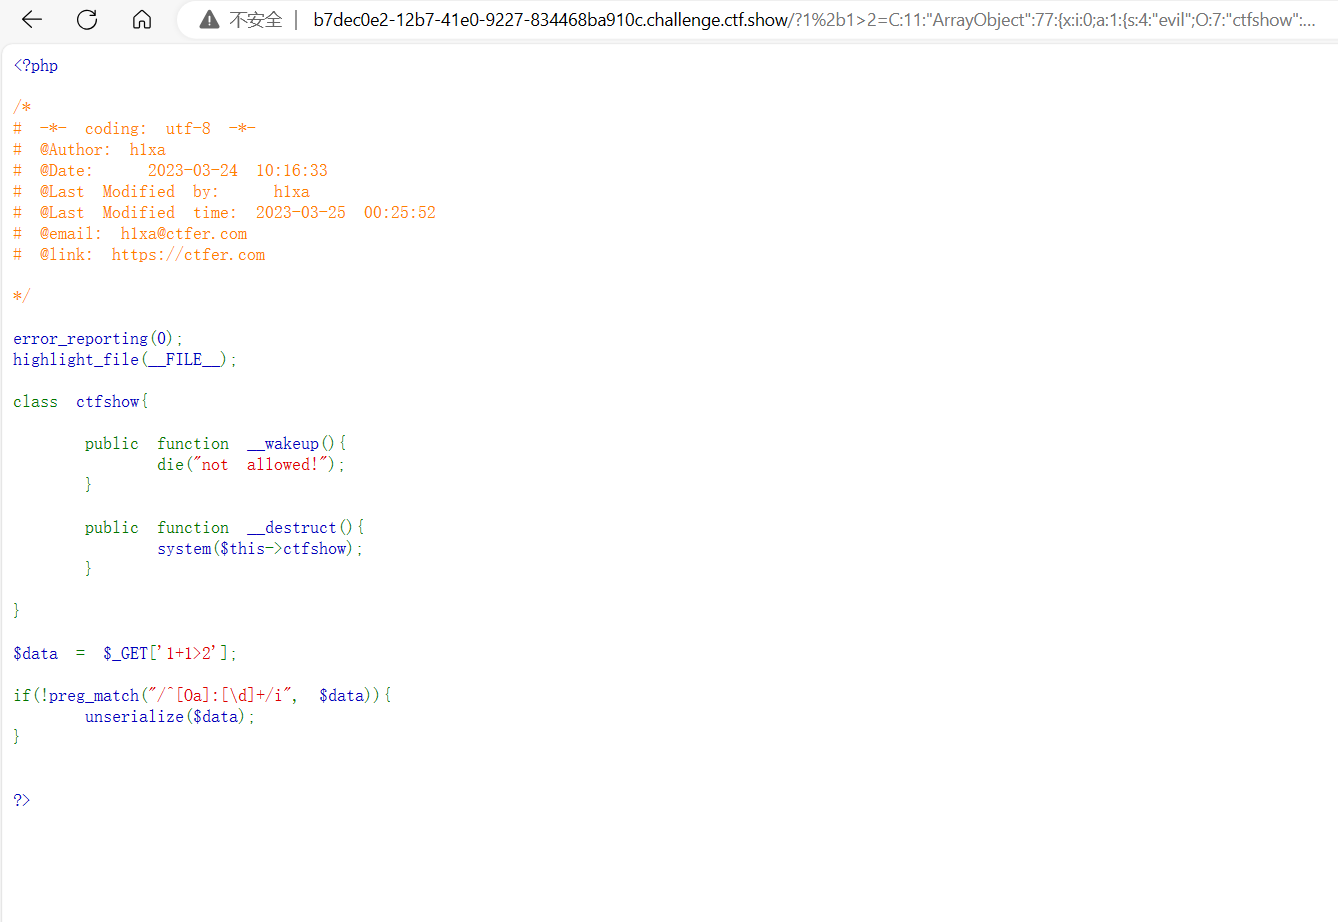 不安全 | b7dec0e2-12b7-41e0-9227-834468ba910c.challenge.ctf.show/?1%2b1>2=C:11:"ArrayObject":77:{x:i:0;a:1:{s:4:"evil";O:7:"ctfshow":...
<?php
/*
# -*- coding: utf-8 -*-
# @Author: h1xa
# @Date:   2023-03-24 10:16:33
# @Last Modified by:   h1xa
# @Last Modified time: 2023-03-25 00:25:52
# @email: h1xa@ctfer.com
# @link: https://ctfer.com
*/
error_reporting(0);
highlight_file(__FILE__);
class ctfshow{
public function __wakeup(){
die("not allowed!");
}
public function __destruct(){
system($this->ctfshow);
}
}
$data = $_GET['1+1>2'];
if(!preg_match("/^[Oa]:[\d]+/i", $data)){
unserialize($data);
}
?>